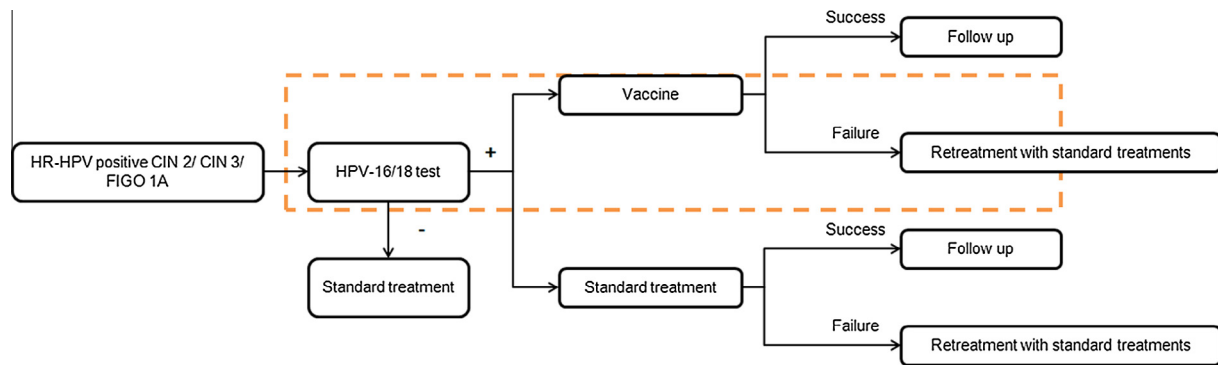 Success
Follow up
Vaccine
Failure
Retreatment with standard treatments
HR-HPV positive CIN 2/ CIN 3/
FIGO 1A
HPV-16/18 test
+
-
Standard treatment
Success
Follow up
Standard treatment
Failure
Retreatment with standard treatments